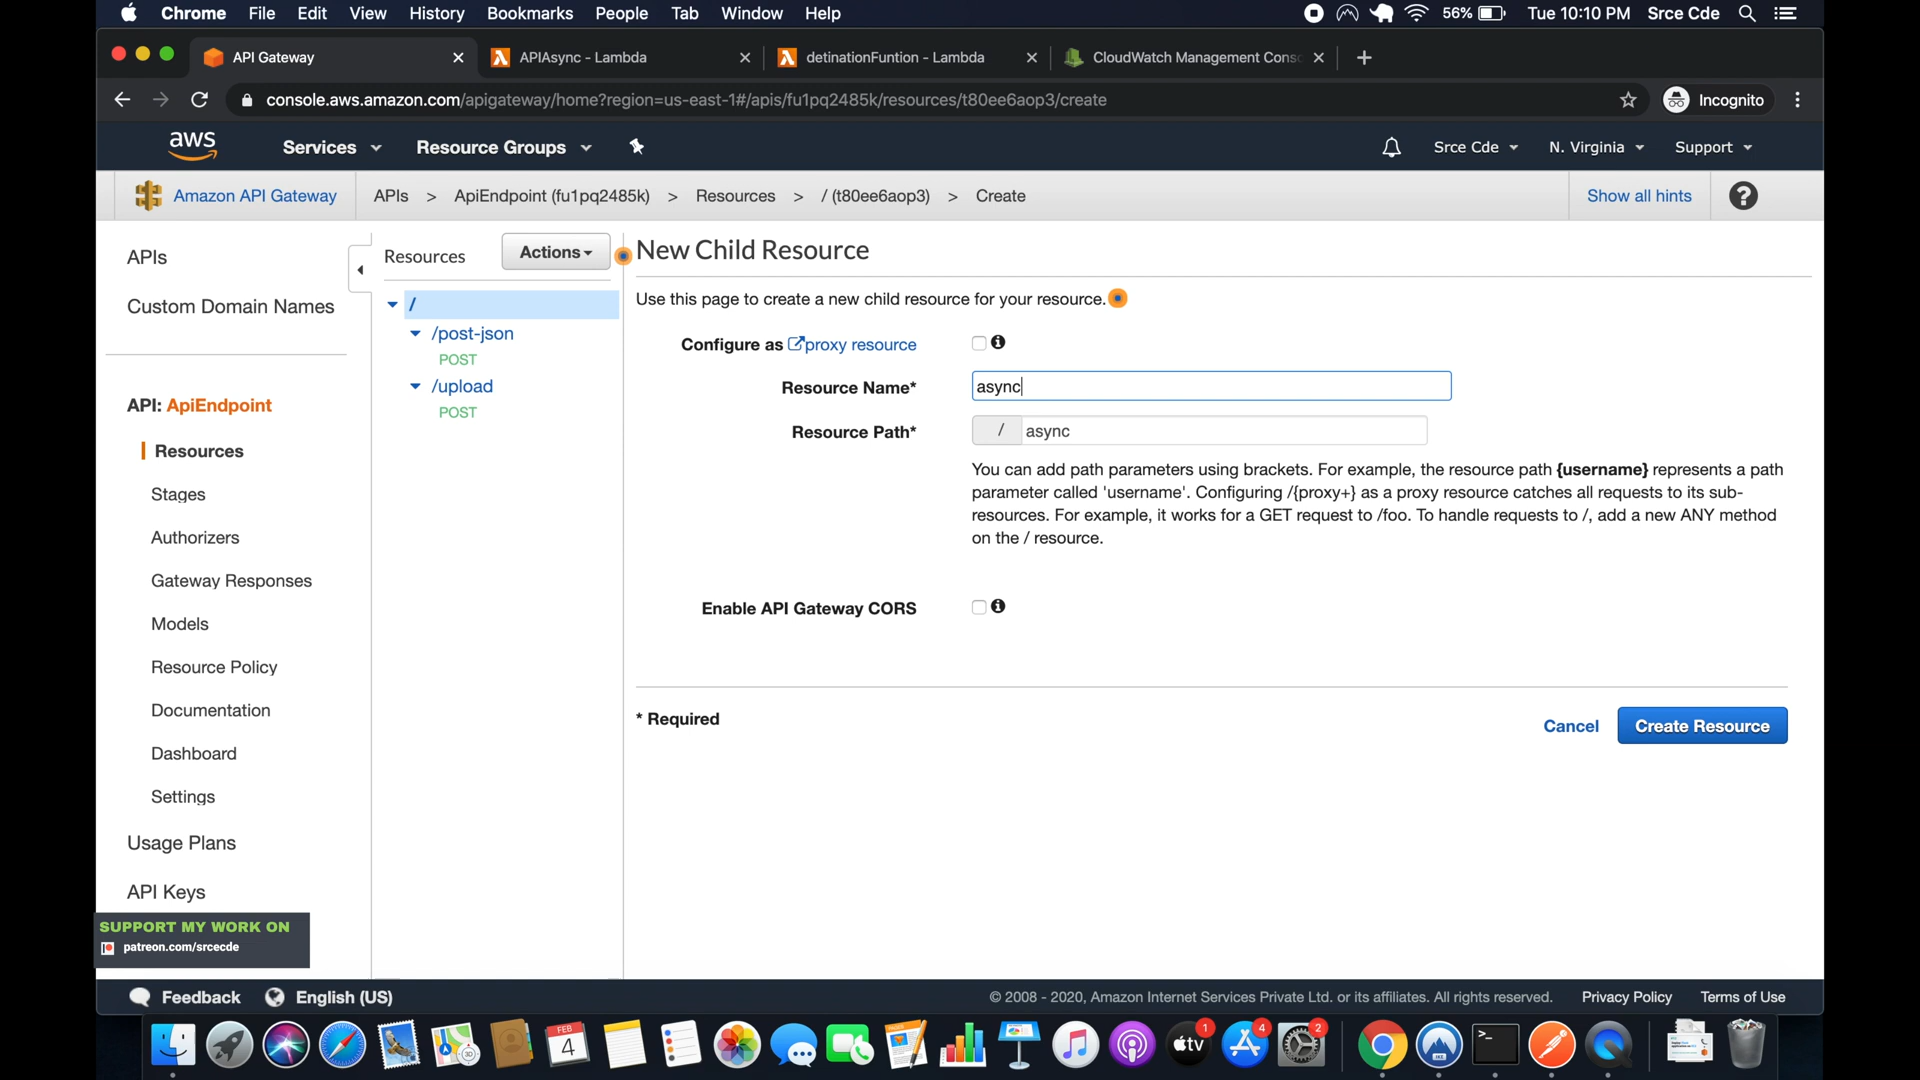 Chrome File Edit View History Bookmarks People Tab Window Help 56% Tue 10:10 PM Srce Cde
API Gateway APIAsync - Lambda detinationFuntion - Lambda CloudWatch Management Cons
console.aws.amazon.com/apigateway/home?region=us-east-1#/apis/fu1pq2485k/resources/t80ee6aop3/create Incognito
aws Services Resource Groups Srce Cde N. Virginia Support
Amazon API Gateway APIs > ApiEndpoint (fu1pq2485k) > Resources > / (t80ee6aop3) > Create Show all hints ?
APIs
Custom Domain Names
API: ApiEndpoint
Resources
Stages
Authorizers
Gateway Responses
Models
Resource Policy
Documentation
Dashboard
Settings
Usage Plans
API Keys
SUPPORT MY WORK ON
patreon.com/srcecde
Resources Actions
/
/post-json
POST
/upload
POST
New Child Resource
Use this page to create a new child resource for your resource.
Configure as proxy resource
Resource Name* async
Resource Path* / async
You can add path parameters using brackets. For example, the resource path {username} represents a path
parameter called 'username'. Configuring /{proxy+} as a proxy resource catches all requests to its sub-
resources. For example, it works for a GET request to /foo. To handle requests to /, add a new ANY method
on the / resource.
Enable API Gateway CORS
* Required
Cancel Create Resource
Feedback English (US) © 2008 - 2020, Amazon Internet Services Private Ltd. or its affiliates. All rights reserved. Privacy Policy Terms of Use
FEB
4
3D
tv 1
4
2